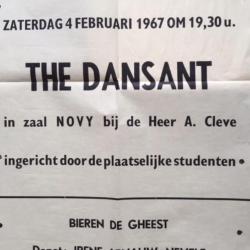 ZATERDAG 4 FEBRUARI 1967 OM 19,30 u.
THE DANSANT
in zaal NOVY bij de Heer A. Cleve
• ingericht door de plaatselijke studenten •
BIEREN DE GHEEST